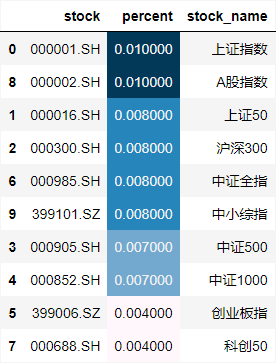 stock percent stock_name
0 000001.SH 0.010000 上证指数
8 000002.SH 0.010000 A股指数
1 000016.SH 0.008000 上证50
2 000300.SH 0.008000 沪深300
6 000985.SH 0.008000 中证全指
9 399101.SZ 0.008000 中小综指
3 000905.SH 0.007000 中证500
4 000852.SH 0.007000 中证1000
5 399006.SZ 0.004000 创业板指
7 000688.SH 0.004000 科创50